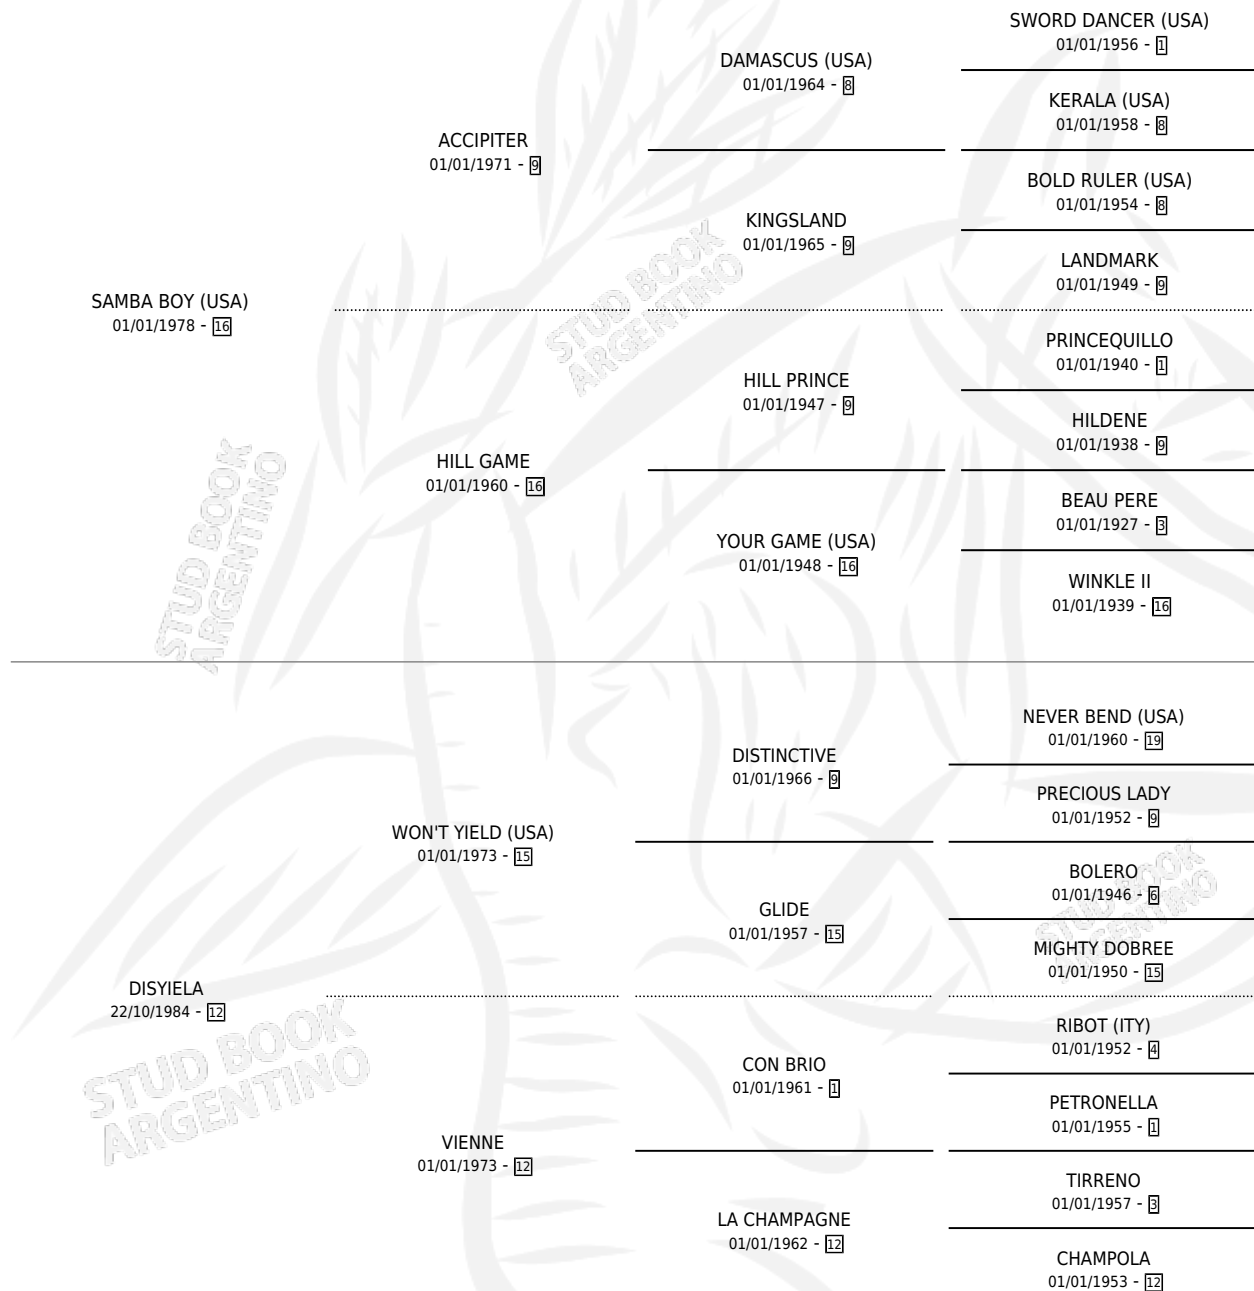 SAMBA BOY (USA)
01/01/1978 - 16
ACCIPITER
01/01/1971 - 9
HILL GAME
01/01/1960 - 16
DAMASCUS (USA)
01/01/1964 - 8
KINGSLAND
01/01/1965 - 9
HILL PRINCE
01/01/1947 - 9
YOUR GAME (USA)
01/01/1948 - 16
SWORD DANCER (USA)
01/01/1956 - 1
KERALA (USA)
01/01/1958 - 8
BOLD RULER (USA)
01/01/1954 - 8
LANDMARK
01/01/1949 - 9
PRINCEQUILLO
01/01/1940 - 1
HILDENE
01/01/1938 - 9
BEAU PERE
01/01/1927 - 3
WINKLE II
01/01/1939 - 16
DISYIELA
22/10/1984 - 12
WON'T YIELD (USA)
01/01/1973 - 15
VIENNE
01/01/1973 - 12
DISTINCTIVE
01/01/1966 - 9
GLIDE
01/01/1957 - 15
CON BRIO
01/01/1961 - 1
LA CHAMPAGNE
01/01/1962 - 12
NEVER BEND (USA)
01/01/1960 - 19
PRECIOUS LADY
01/01/1952 - 9
BOLERO
01/01/1946 - 6
MIGHTY DOBREE
01/01/1950 - 15
RIBOT (ITY)
01/01/1952 - 4
PETRONELLA
01/01/1955 - 1
TIRRENO
01/01/1957 - 3
CHAMPOLA
01/01/1953 - 12
STUD BOOK
ARGENTINO
STUD BOOK
ARGENTINO
STUD BOOK
ARGENTINO
STUD BOOK
ARGENTINO